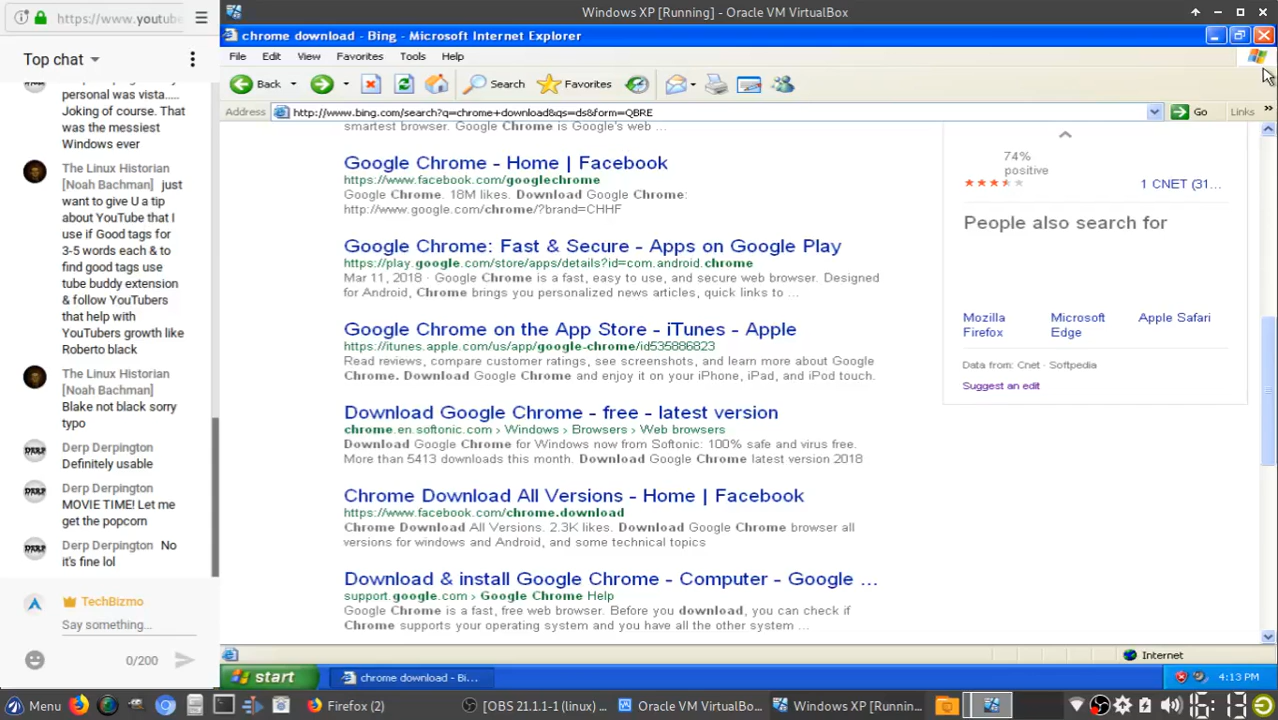 https://www.youtube
Top chat
personal was vista.....
Joking of course. That
was the messiest
Windows ever
The Linux Historian
[Noah Bachman] just
want to give U a tip
about YouTube that I
use if Good tags for
3-5 words each & to
find good tags use
tube buddy extension
& follow YouTubers
that help with
YouTubers growth like
Roberto black
The Linux Historian
[Noah Bachman]
Blake not black sorry
typo
Derp Derpington
Definitely usable
Derp Derpington
MOVIE TIME! Let me
get the popcorn
Derp Derpington No
it's fine lol
TechBizmo
Say something...
0/200
Windows XP [Running] - Oracle VM VirtualBox
chrome download - Bing - Microsoft Internet Explorer
File Edit View Favorites Tools Help
Back Search Favorites
Address http://www.bing.com/search?q=chrome+download&qs=ds&form=QBRE Go Links
smartest browser. Google Chrome is Google's web ...
Google Chrome - Home | Facebook
https://www.facebook.com/googlechrome
Google Chrome. 18M likes. Download Google Chrome:
http://www.google.com/chrome/?brand=CHHF
Google Chrome: Fast & Secure - Apps on Google Play
https://play.google.com/store/apps/details?id=com.android.chrome
Mar 11, 2018 · Google Chrome is a fast, easy to use, and secure web browser. Designed
for Android, Chrome brings you personalized news articles, quick links to ...
Google Chrome on the App Store - iTunes - Apple
https://itunes.apple.com/us/app/google-chrome/id535886823
Read reviews, compare customer ratings, see screenshots, and learn more about Google
Chrome. Download Google Chrome and enjoy it on your iPhone, iPad, and iPod touch.
Download Google Chrome - free - latest version
chrome.en.softonic.com › Windows › Browsers › Web browsers
Download Google Chrome for Windows now from Softonic: 100% safe and virus free.
More than 5413 downloads this month. Download Google Chrome latest version 2018
Chrome Download All Versions - Home | Facebook
https://www.facebook.com/chrome.download
Chrome Download All Versions. 2.3K likes. Download Google Chrome browser all
versions for windows and Android, and some technical topics
Download & install Google Chrome - Computer - Google ...
support.google.com › Google Chrome Help
Google Chrome is a fast, free web browser. Before you download, you can check if
Chrome supports your operating system and you have all the other system ...
74%
positive
1 CNET (31...
People also search for
Mozilla
Firefox
Microsoft
Edge
Apple Safari
Data from: Cnet · Softpedia
Suggest an edit
Internet
start chrome download - Bi... 4:13 PM
Menu Firefox (2) [OBS 21.1.1-1 (linux) ... Oracle VM VirtualBo... Windows XP [Runnin... 16:13